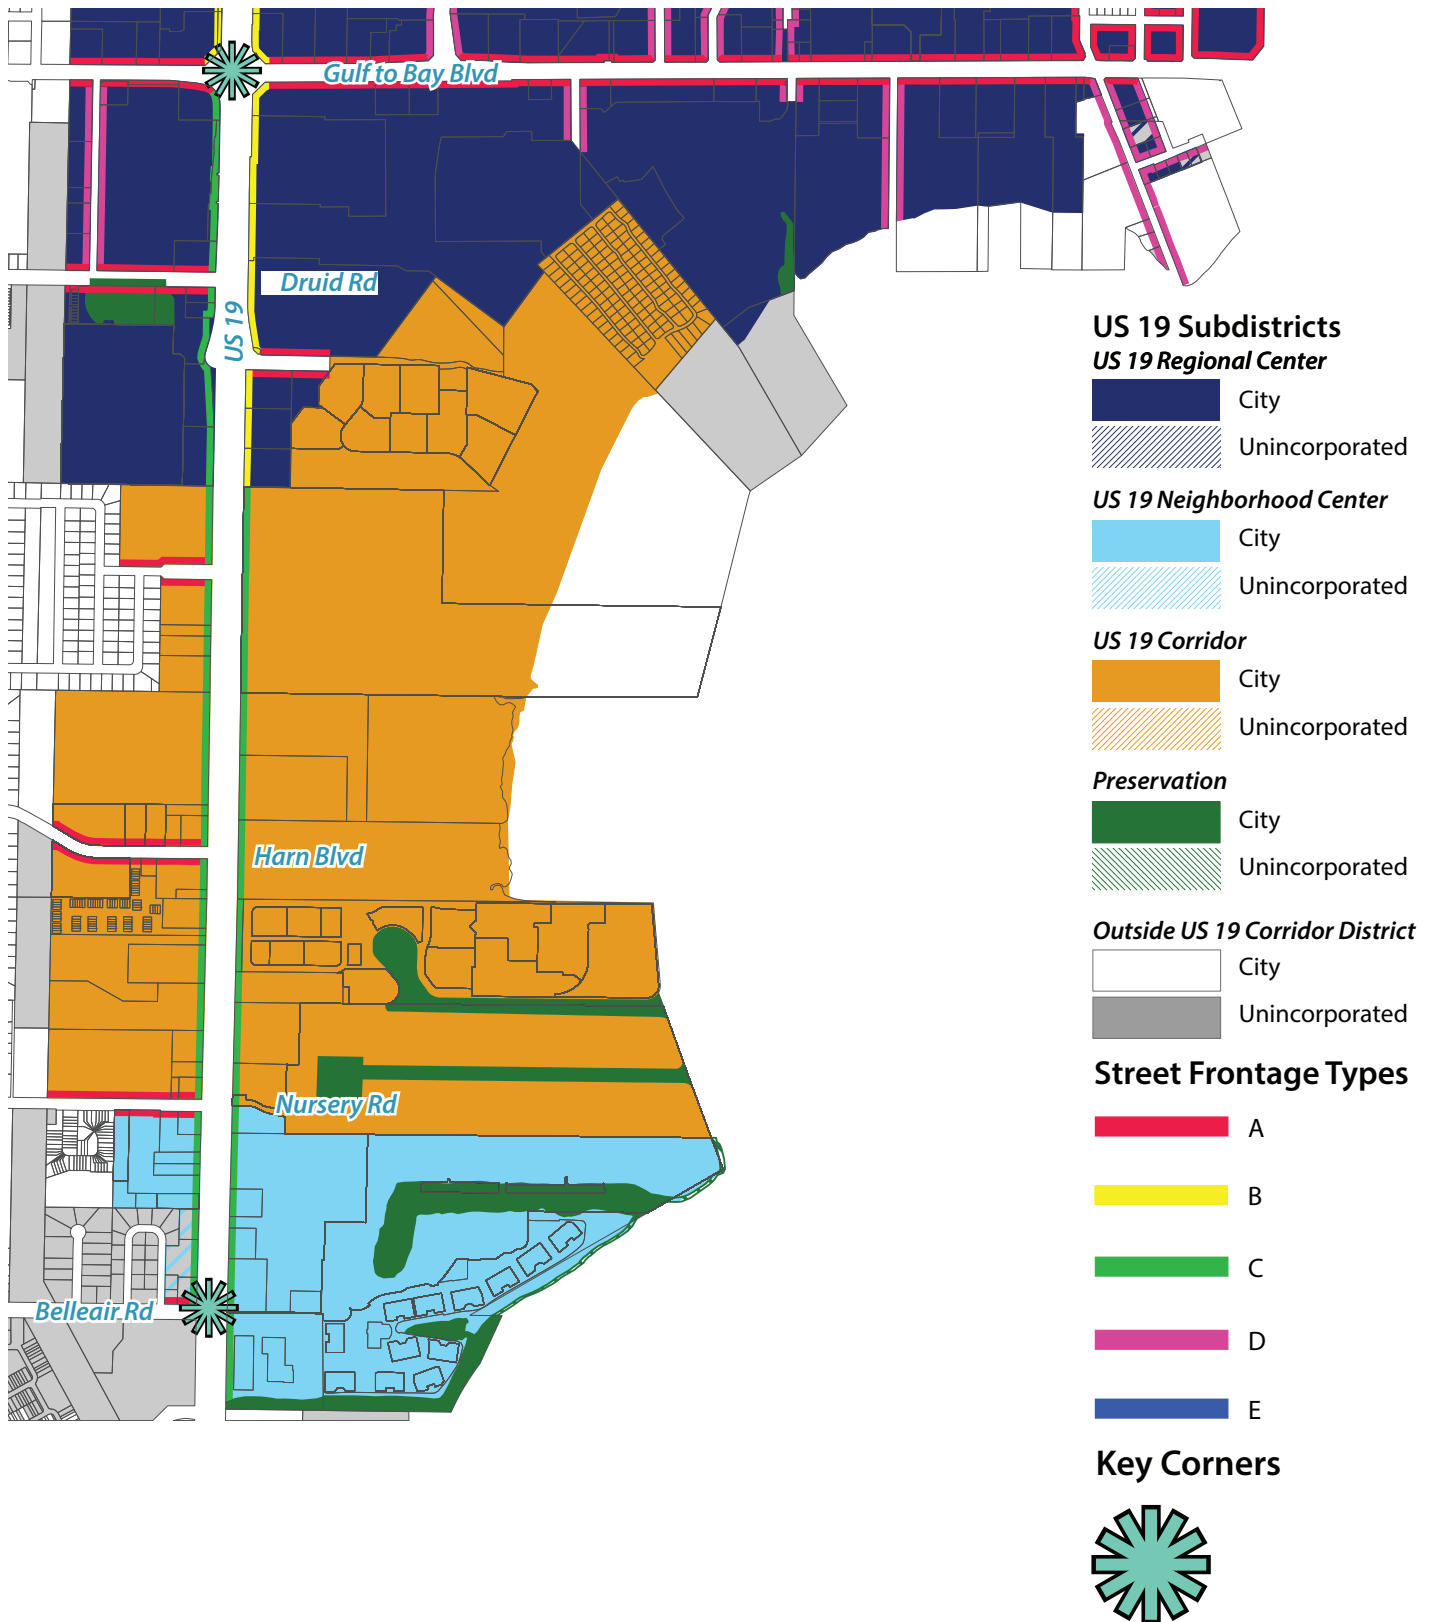 Gulf to Bay Blvd
Druid Rd
US 19
Harn Blvd
Nursery Rd
Belleair Rd
US 19 Subdistricts
US 19 Regional Center
City
Unincorporated
US 19 Neighborhood Center
City
Unincorporated
US 19 Corridor
City
Unincorporated
Preservation
City
Unincorporated
Outside US 19 Corridor District
City
Unincorporated
Street Frontage Types
A
B
C
D
E
Key Corners